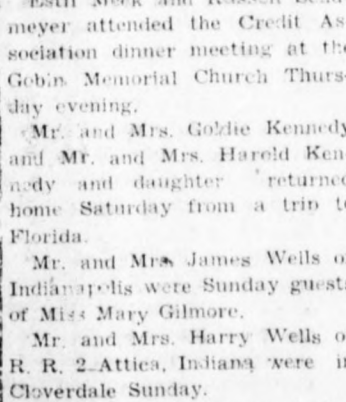 and
meyer attended the Credit As-
sociation dinner meeting at the
Gobin Memorial Church Thurs-
day evening.
Mr. and Mrs. Goldie Kennedy
and Mr. and Mrs. Harold Ken-
nedy and daughter returned
home Saturday from a trip to
Florida.
Mr. and Mrs. James Wells o
Indianapolis were Sunday guests
of Miss Mary Gilmore.
Mr. and Mrs. Harry Wells o
R. R. 2 Attica, Indiana were in
Cloverdale Sunday.